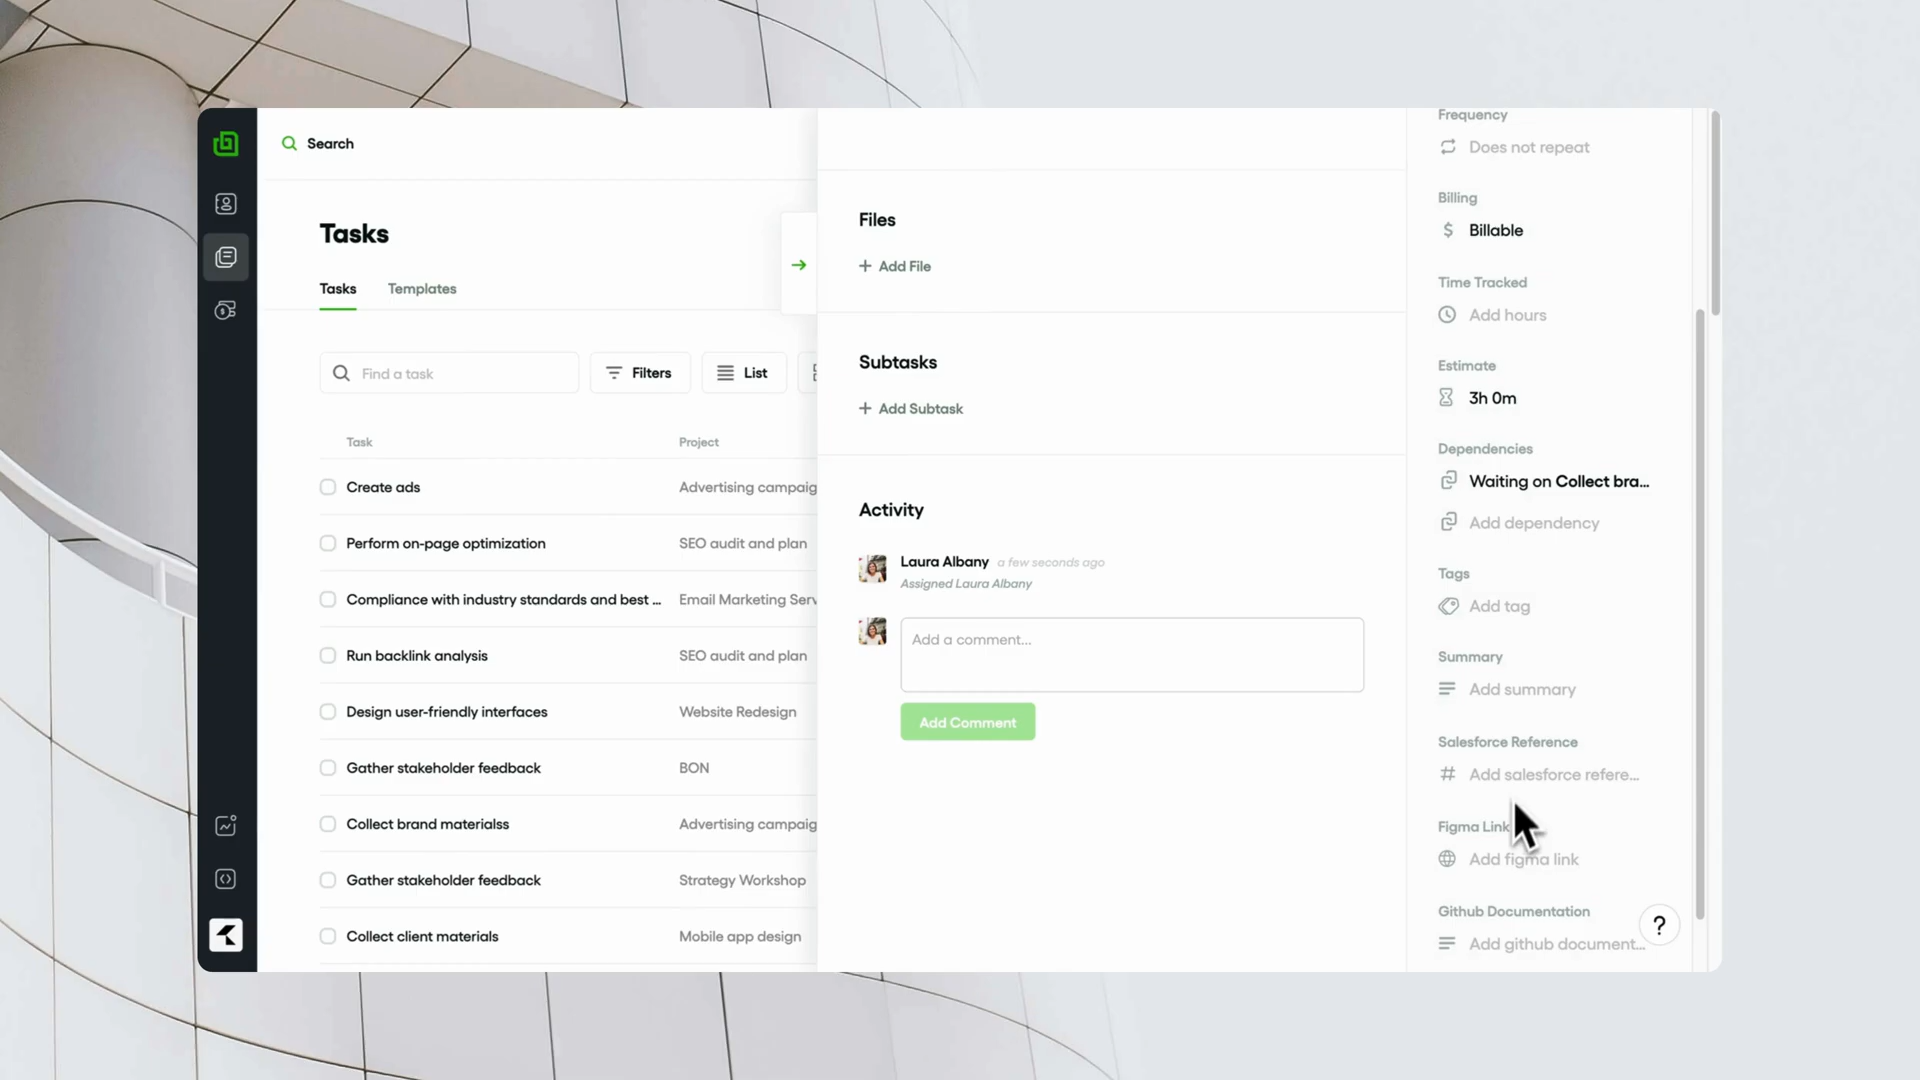 Search
Tasks
Tasks
Templates
Find a task
Filters
List
Task
Project
Create ads
Advertising campaig
Perform on-page optimization
SEO audit and plan
Compliance with industry standards and best ...
Email Marketing Serv
Run backlink analysis
SEO audit and plan
Design user-friendly interfaces
Website Redesign
Gather stakeholder feedback
BON
Collect brand materialss
Advertising campaig
Gather stakeholder feedback
Strategy Workshop
Collect client materials
Mobile app design
Files
+ Add File
Subtasks
+ Add Subtask
Activity
Laura Albany a few seconds ago
Assigned Laura Albany
Add a comment...
Add Comment
Frequency
Does not repeat
Billing
$ Billable
Time Tracked
Add hours
Estimate
3h 0m
Dependencies
Waiting on Collect bra...
Add dependency
Tags
Add tag
Summary
Add summary
Salesforce Reference
# Add salesforce refere...
Figma Link
Add figma link
Github Documentation
Add github document...
?